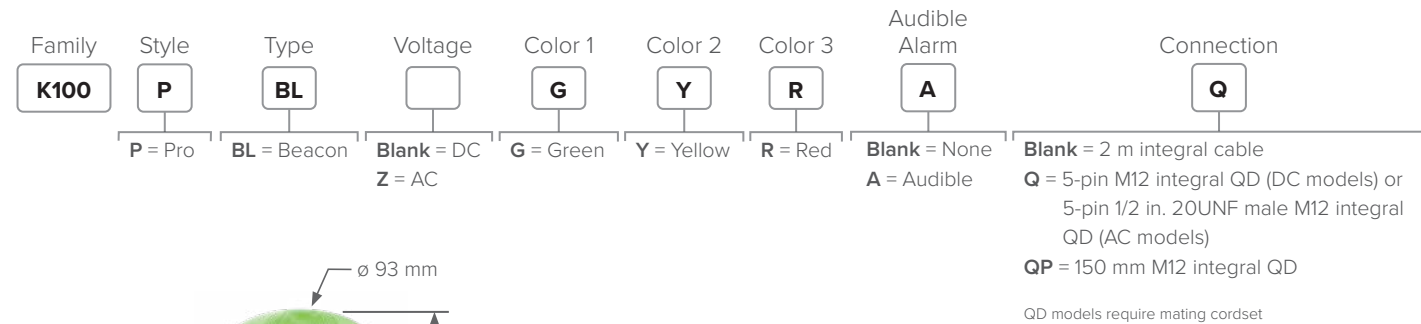 Family Style Type Voltage Color 1 Color 2 Color 3 Audible Alarm Connection
K100 P BL G Y R A Q
P = Pro
BL = Beacon
Blank = DC
Z = AC
G = Green
Y = Yellow
R = Red
Blank = None
A = Audible
Blank = 2 m integral cable
Q = 5-pin M12 integral QD (DC models) or
5-pin 1/2 in. 20UNF male M12 integral
QD (AC models)
QP = 150 mm M12 integral QD
QD models require mating cordset
ø 93 mm